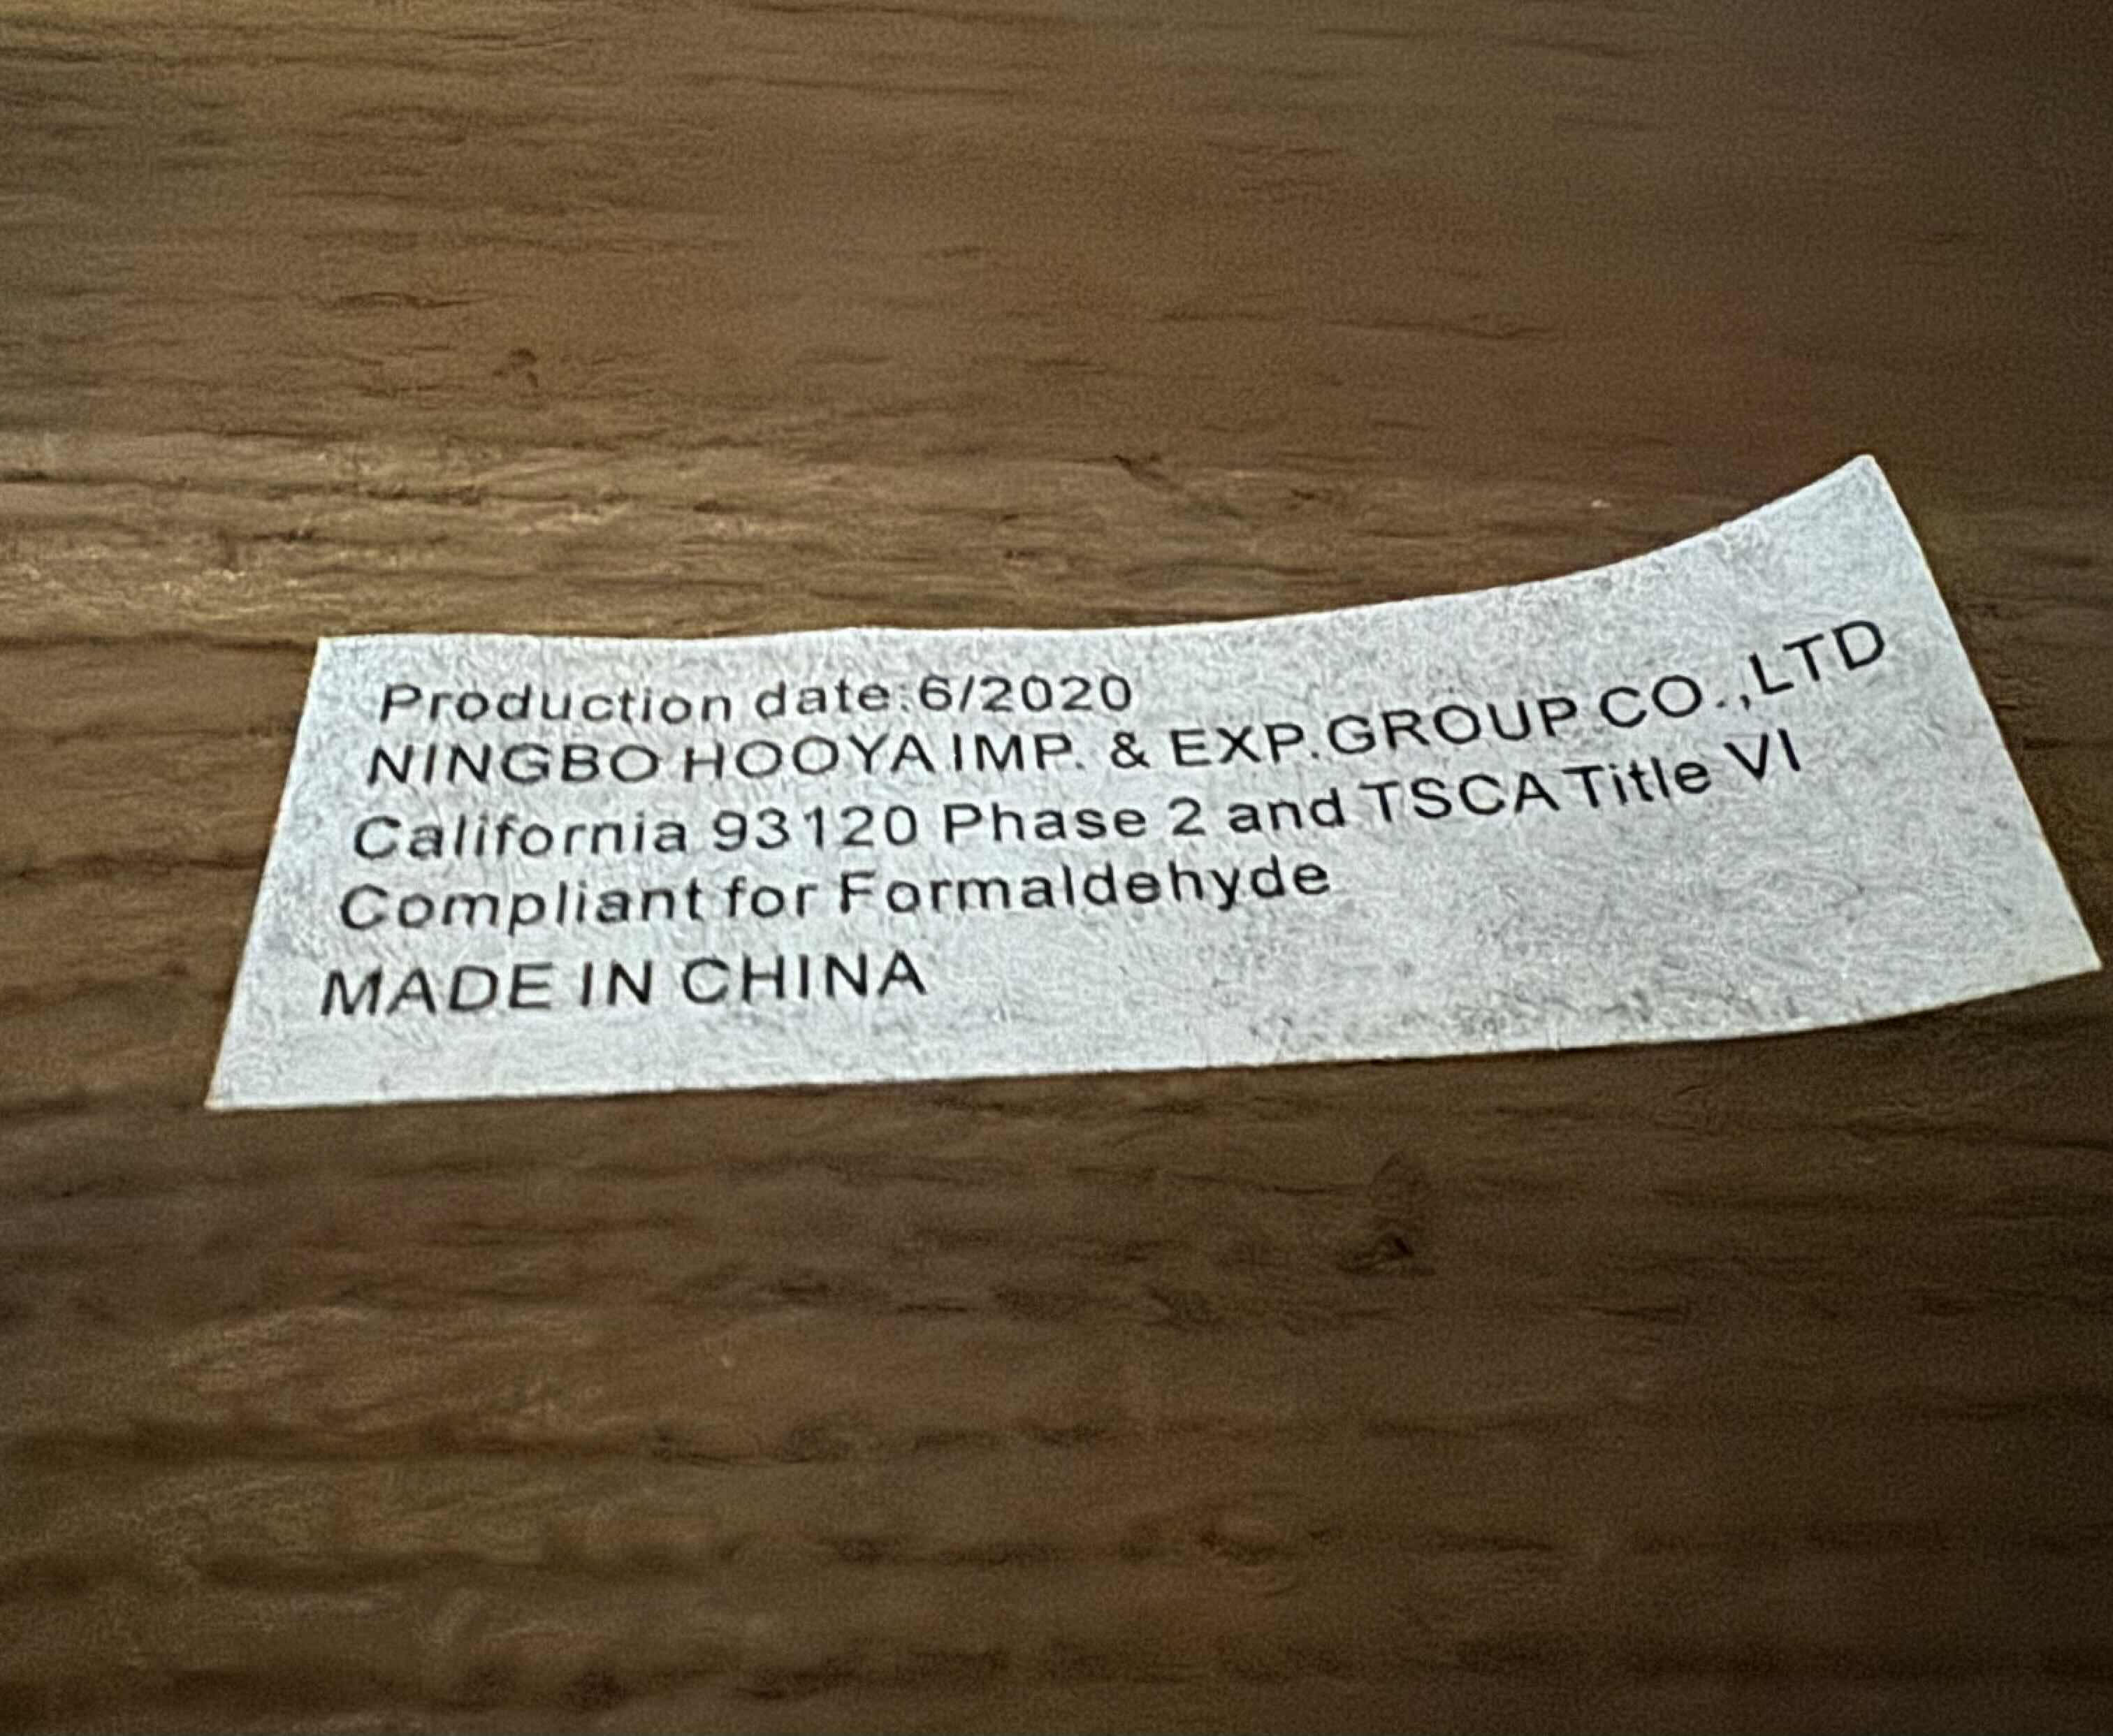 Production date:6/2020
NINGBO HOOYA IMP. & EXP.GROUP CO.,LTD
California 93120 Phase 2 and TSCA Title VI
Compliant for Formaldehyde
MADE IN CHINA